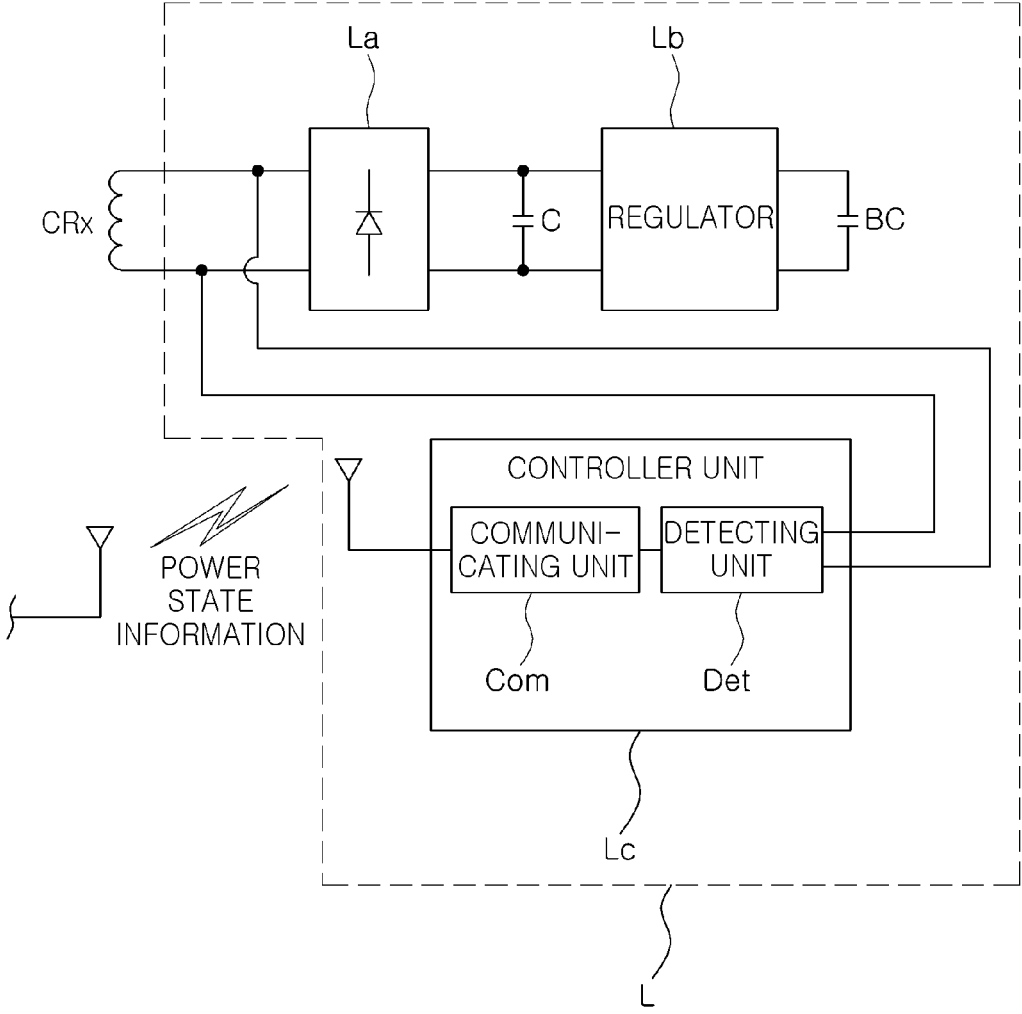 La
Lb
CRx
C
REGULATOR
BC
CONTROLLER UNIT
COMMUNI-
CATING UNIT
DETECTING
UNIT
POWER
STATE
INFORMATION
Com
Det
Lc
L